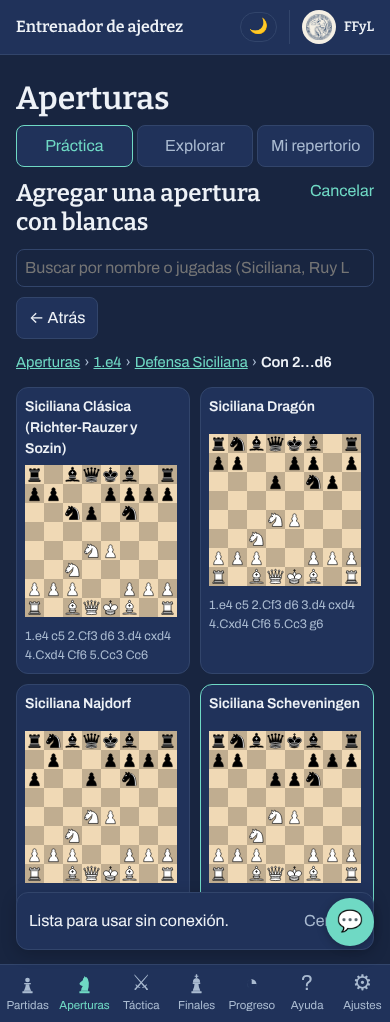 Entrenador de ajedrez
FFyL
Aperturas
Práctica
Explorar
Mi repertorio
Agregar una apertura
con blancas
Cancelar
Buscar por nombre o jugadas (Siciliana, Ruy L
← Atrás
Aperturas › 1.e4 › Defensa Siciliana › Con 2...d6
Siciliana Clásica
(Richter-Rauzer y
Sozin)
1.e4 c5 2.Cf3 d6 3.d4 cxd4
4.Cxd4 Cf6 5.Cc3 Cc6
Siciliana Dragón
1.e4 c5 2.Cf3 d6 3.d4 cxd4
4.Cxd4 Cf6 5.Cc3 g6
Siciliana Najdorf
Siciliana Scheveningen
Lista para usar sin conexión.
Partidas
Aperturas
Táctica
Finales
Progreso
? 
Ayuda
Ajustes